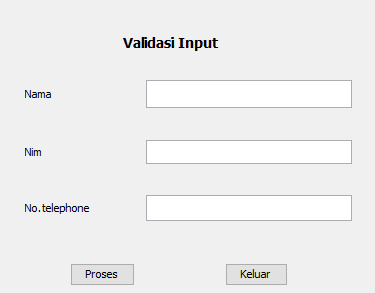 Validasi Input
Nama
Nim
No.telephone
Proses Keluar